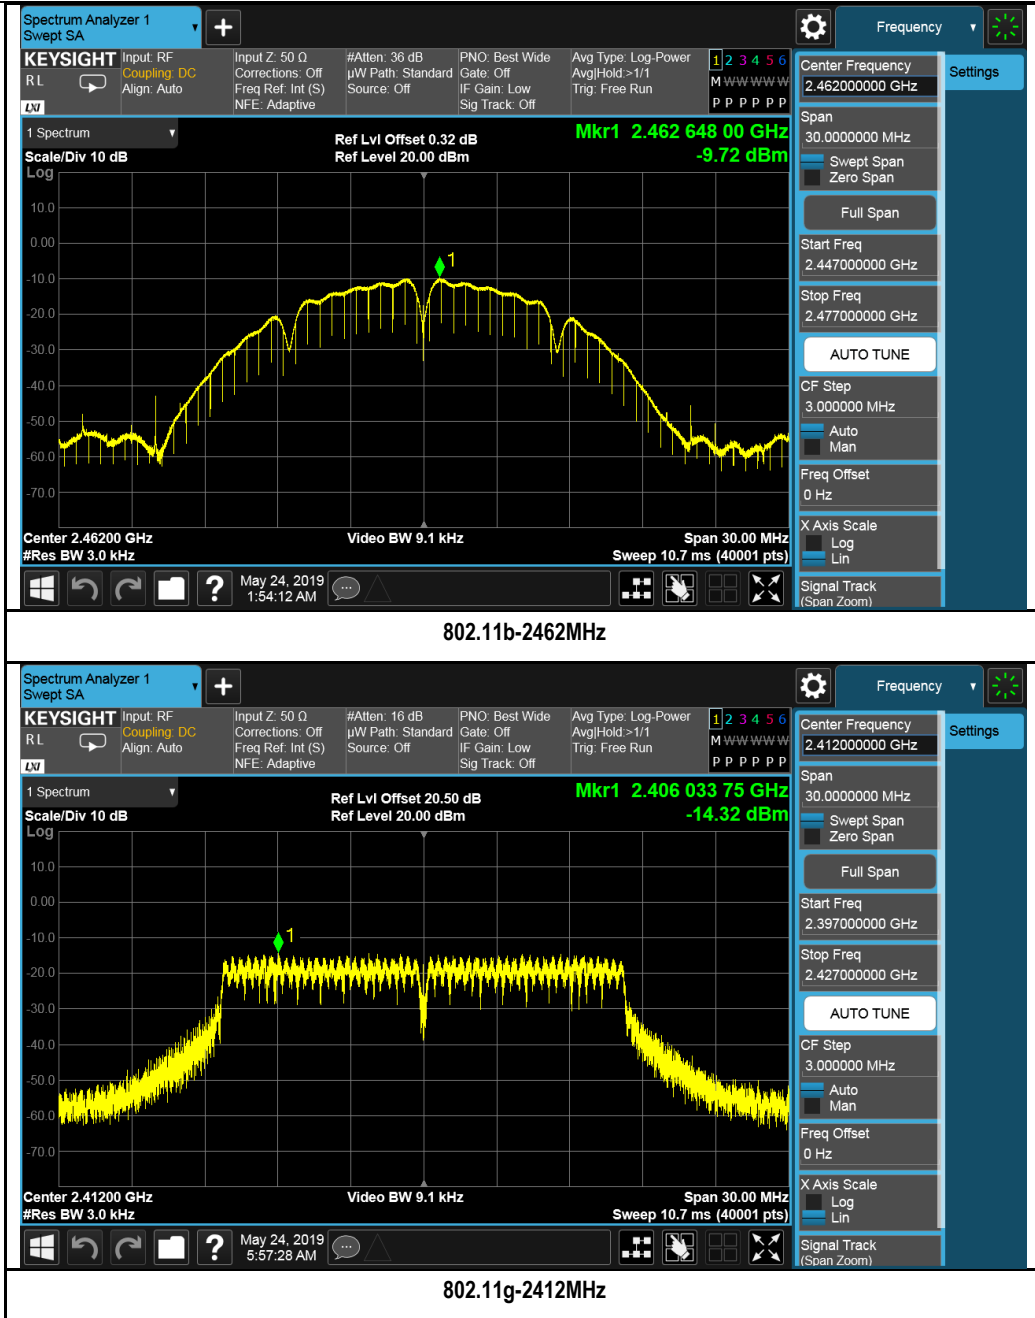 Spectrum Analyzer 1
Swept SA
+
Frequency
KEYSIGHT
R L
LXI
Input: RF
Coupling: DC
Align: Auto
Input Z: 50 Ω
Corrections: Off
Freq Ref: Int (S)
NFE: Adaptive
#Atten: 36 dB
µW Path: Standard
Source: Off
PNO: Best Wide
Gate: Off
IF Gain: Low
Sig Track: Off
Avg Type: Log-Power
Avg|Hold:>1/1
Trig: Free Run
1 2 3 4 5 6
M W W W W W
P P P P P P
1 Spectrum
Scale/Div 10 dB
Log
Ref Lvl Offset 0.32 dB
Ref Level 20.00 dBm
Mkr1 2.462 648 00 GHz
-9.72 dBm
1
10.0
0.00
-10.0
-20.0
-30.0
-40.0
-50.0
-60.0
-70.0
Center 2.46200 GHz
#Res BW 3.0 kHz
Video BW 9.1 kHz
Span 30.00 MHz
Sweep 10.7 ms (40001 pts)
?
May 24, 2019
1:54:12 AM
Center Frequency
2.462000000 GHz
Settings
Span
30.0000000 MHz
Swept Span
Zero Span
Full Span
Start Freq
2.447000000 GHz
Stop Freq
2.477000000 GHz
AUTO TUNE
CF Step
3.000000 MHz
Auto
Man
Freq Offset
0 Hz
X Axis Scale
Log
Lin
Signal Track
(Span Zoom)
802.11b-2462MHz
Spectrum Analyzer 1
Swept SA
+
Frequency
KEYSIGHT
R L
LXI
Input: RF
Coupling: DC
Align: Auto
Input Z: 50 Ω
Corrections: Off
Freq Ref: Int (S)
NFE: Adaptive
#Atten: 16 dB
µW Path: Standard
Source: Off
PNO: Best Wide
Gate: Off
IF Gain: Low
Sig Track: Off
Avg Type: Log-Power
Avg|Hold:>1/1
Trig: Free Run
1 2 3 4 5 6
M W W W W W
P P P P P P
1 Spectrum
Scale/Div 10 dB
Log
Ref Lvl Offset 20.50 dB
Ref Level 20.00 dBm
Mkr1 2.406 033 75 GHz
-14.32 dBm
1
10.0
0.00
-10.0
-20.0
-30.0
-40.0
-50.0
-60.0
-70.0
Center 2.41200 GHz
#Res BW 3.0 kHz
Video BW 9.1 kHz
Span 30.00 MHz
Sweep 10.7 ms (40001 pts)
?
May 24, 2019
5:57:28 AM
Center Frequency
2.412000000 GHz
Settings
Span
30.0000000 MHz
Swept Span
Zero Span
Full Span
Start Freq
2.397000000 GHz
Stop Freq
2.427000000 GHz
AUTO TUNE
CF Step
3.000000 MHz
Auto
Man
Freq Offset
0 Hz
X Axis Scale
Log
Lin
Signal Track
(Span Zoom)
802.11g-2412MHz